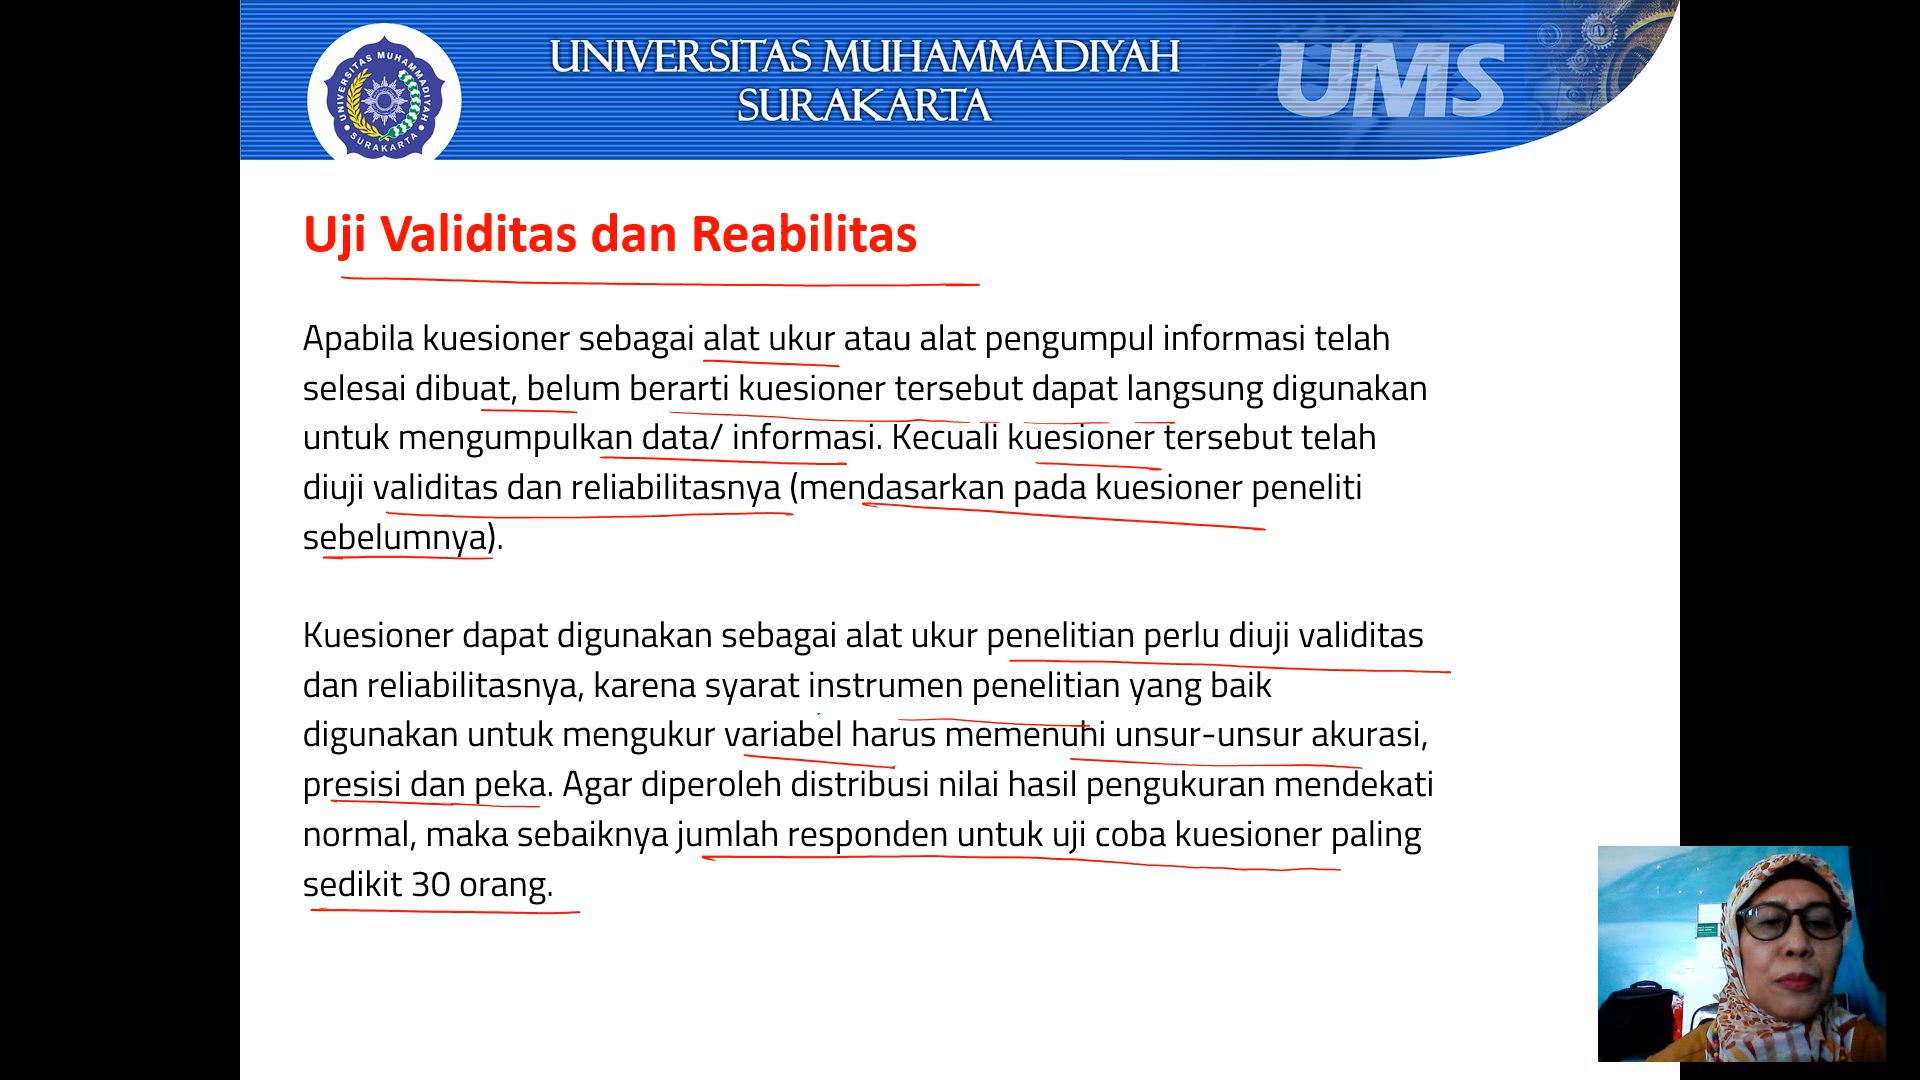 UNIVERSITAS MUHAMMADIYAH
SURAKARTA
UMS
UNIVERSITAS MUHAMMADIYAH
SURAKARTA
Uji Validitas dan Reabilitas
Apabila kuesioner sebagai alat ukur atau alat pengumpul informasi telah
selesai dibuat, belum berarti kuesioner tersebut dapat langsung digunakan
untuk mengumpulkan data/ informasi. Kecuali kuesioner tersebut telah
diuji validitas dan reliabilitasnya (mendasarkan pada kuesioner peneliti
sebelumnya).
Kuesioner dapat digunakan sebagai alat ukur penelitian perlu diuji validitas
dan reliabilitasnya, karena syarat instrumen penelitian yang baik
digunakan untuk mengukur variabel harus memenuhi unsur-unsur akurasi,
presisi dan peka. Agar diperoleh distribusi nilai hasil pengukuran mendekati
normal, maka sebaiknya jumlah responden untuk uji coba kuesioner paling
sedikit 30 orang.